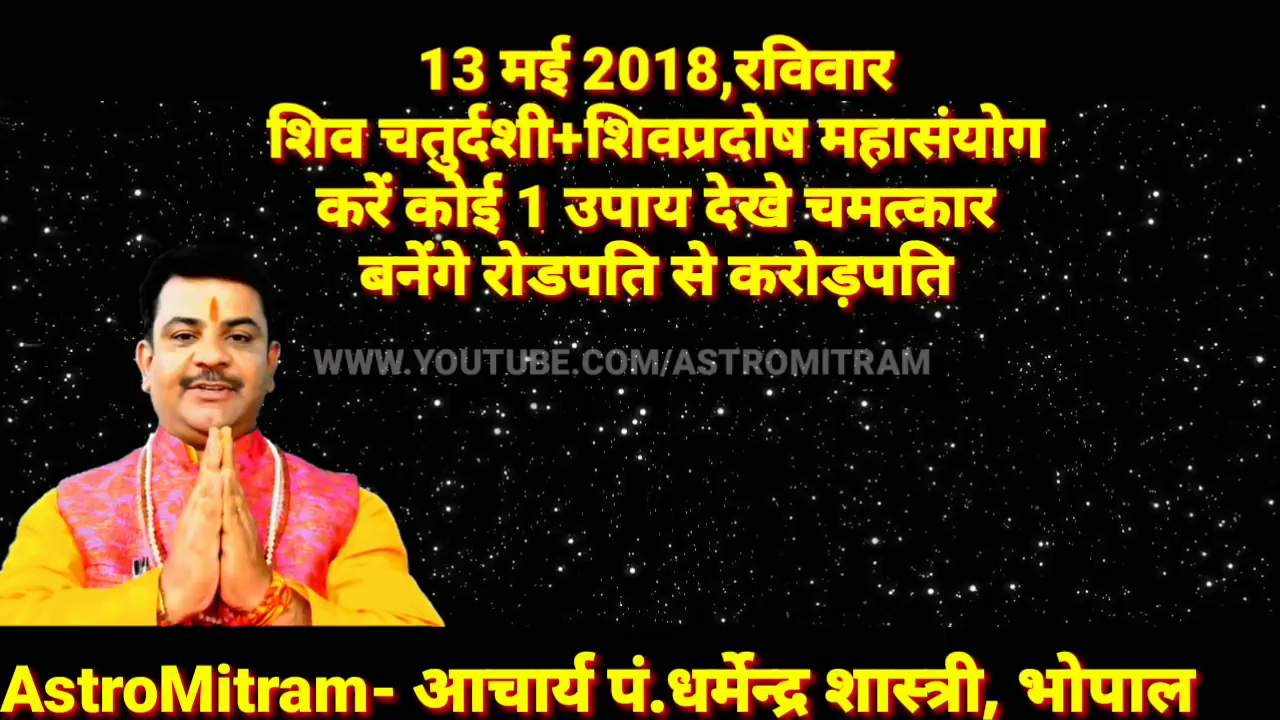 13 मई 2018,रविवार
शिव चतुर्दशी+शिवप्रदोष महासंयोग
करें कोई 1 उपाय देखे चमत्कार
बनेंगे रोडपति से करोड़पति
WWW.YOUTUBE.COM/ASTROMITRAM
AstroMitram- आचार्य पं.धर्मेन्द्र शास्त्री, भोपाल